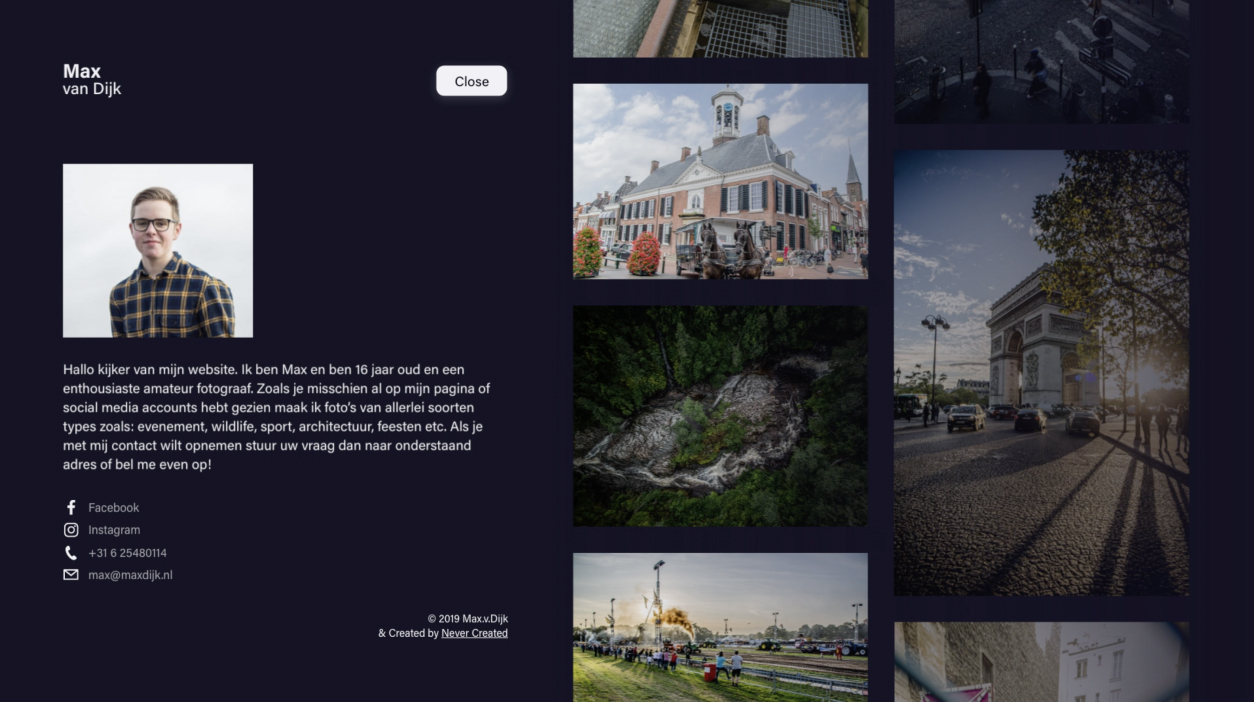 Max
van Dijk
Close
Hallo kijker van mijn website. Ik ben Max en ben 16 jaar oud en een
enthousiaste amateur fotograaf. Zoals je misschien al op mijn pagina of
social media accounts hebt gezien maak ik foto's van allerlei soorten
types zoals: evenement, wildlife, sport, architectuur, feesten etc. Als je
met mij contact wilt opnemen stuur uw vraag dan naar onderstaand
adres of bel me even op!
Facebook
Instagram
+31 6 25480114
max@maxdijk.nl
© 2019 Max.v.Dijk
& Created by Never Created